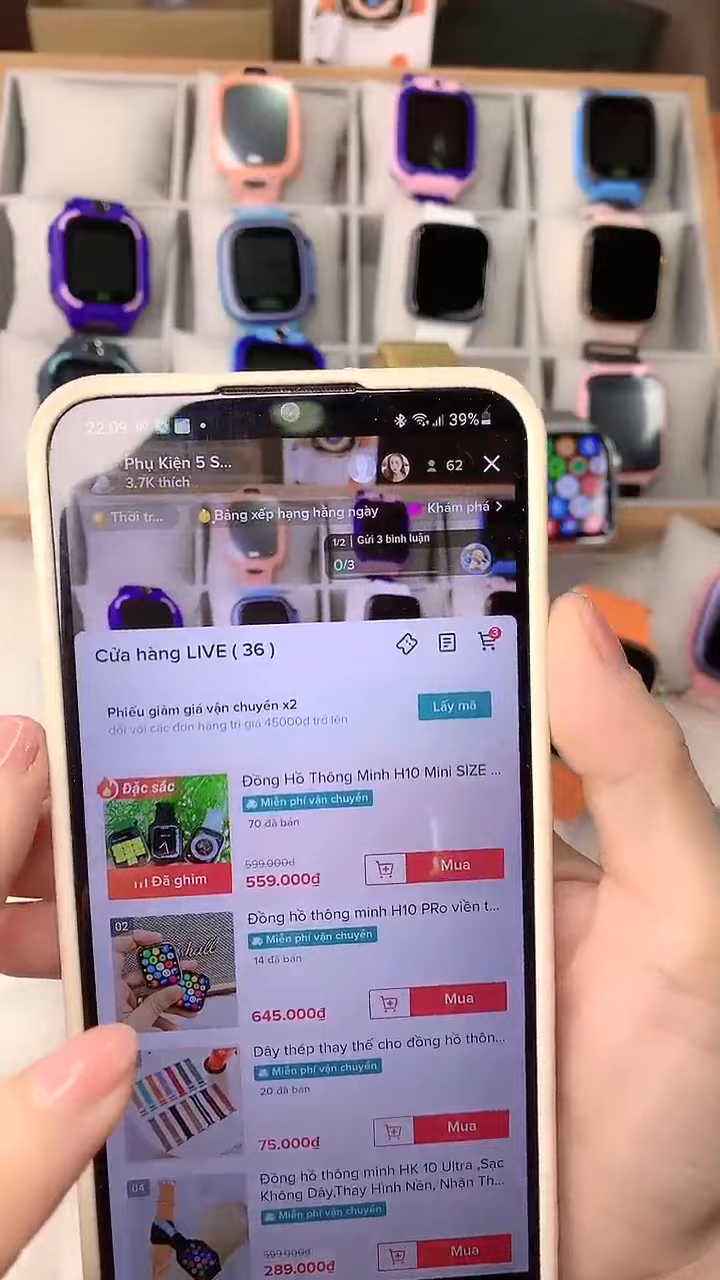 22:09
39%
Phụ Kiện 5 S...
3.7K thích
62
Thời tr...
Bảng xếp hạng hằng ngày
Khám phá >
1/2 | Gửi 3 bình luận
0/3
Cửa hàng LIVE ( 36 )
3
Phiếu giảm giá vận chuyển x2
đối với các đơn hàng trị giá 45000đ trở lên
Lấy mã
Đặc sắc
Đồng Hồ Thông Minh H10 Mini SIZE ...
Miễn phí vận chuyển
70 đã bán
599.000đ
559.000₫
Mua
Đã ghim
02
Đồng hồ thông minh H10 PRo viền t...
Miễn phí vận chuyển
14 đã bán
645.000₫
Mua
Dây thép thay thế cho đồng hồ thôn...
Miễn phí vận chuyển
20 đã bán
75.000₫
Mua
04
Đồng hồ thông minh HK 10 Ultra ,Sạc
Không Dây,Thay Hình Nền, Nhân Th...
Miễn phí vận chuyển
599.000đ
289.000₫
Mua